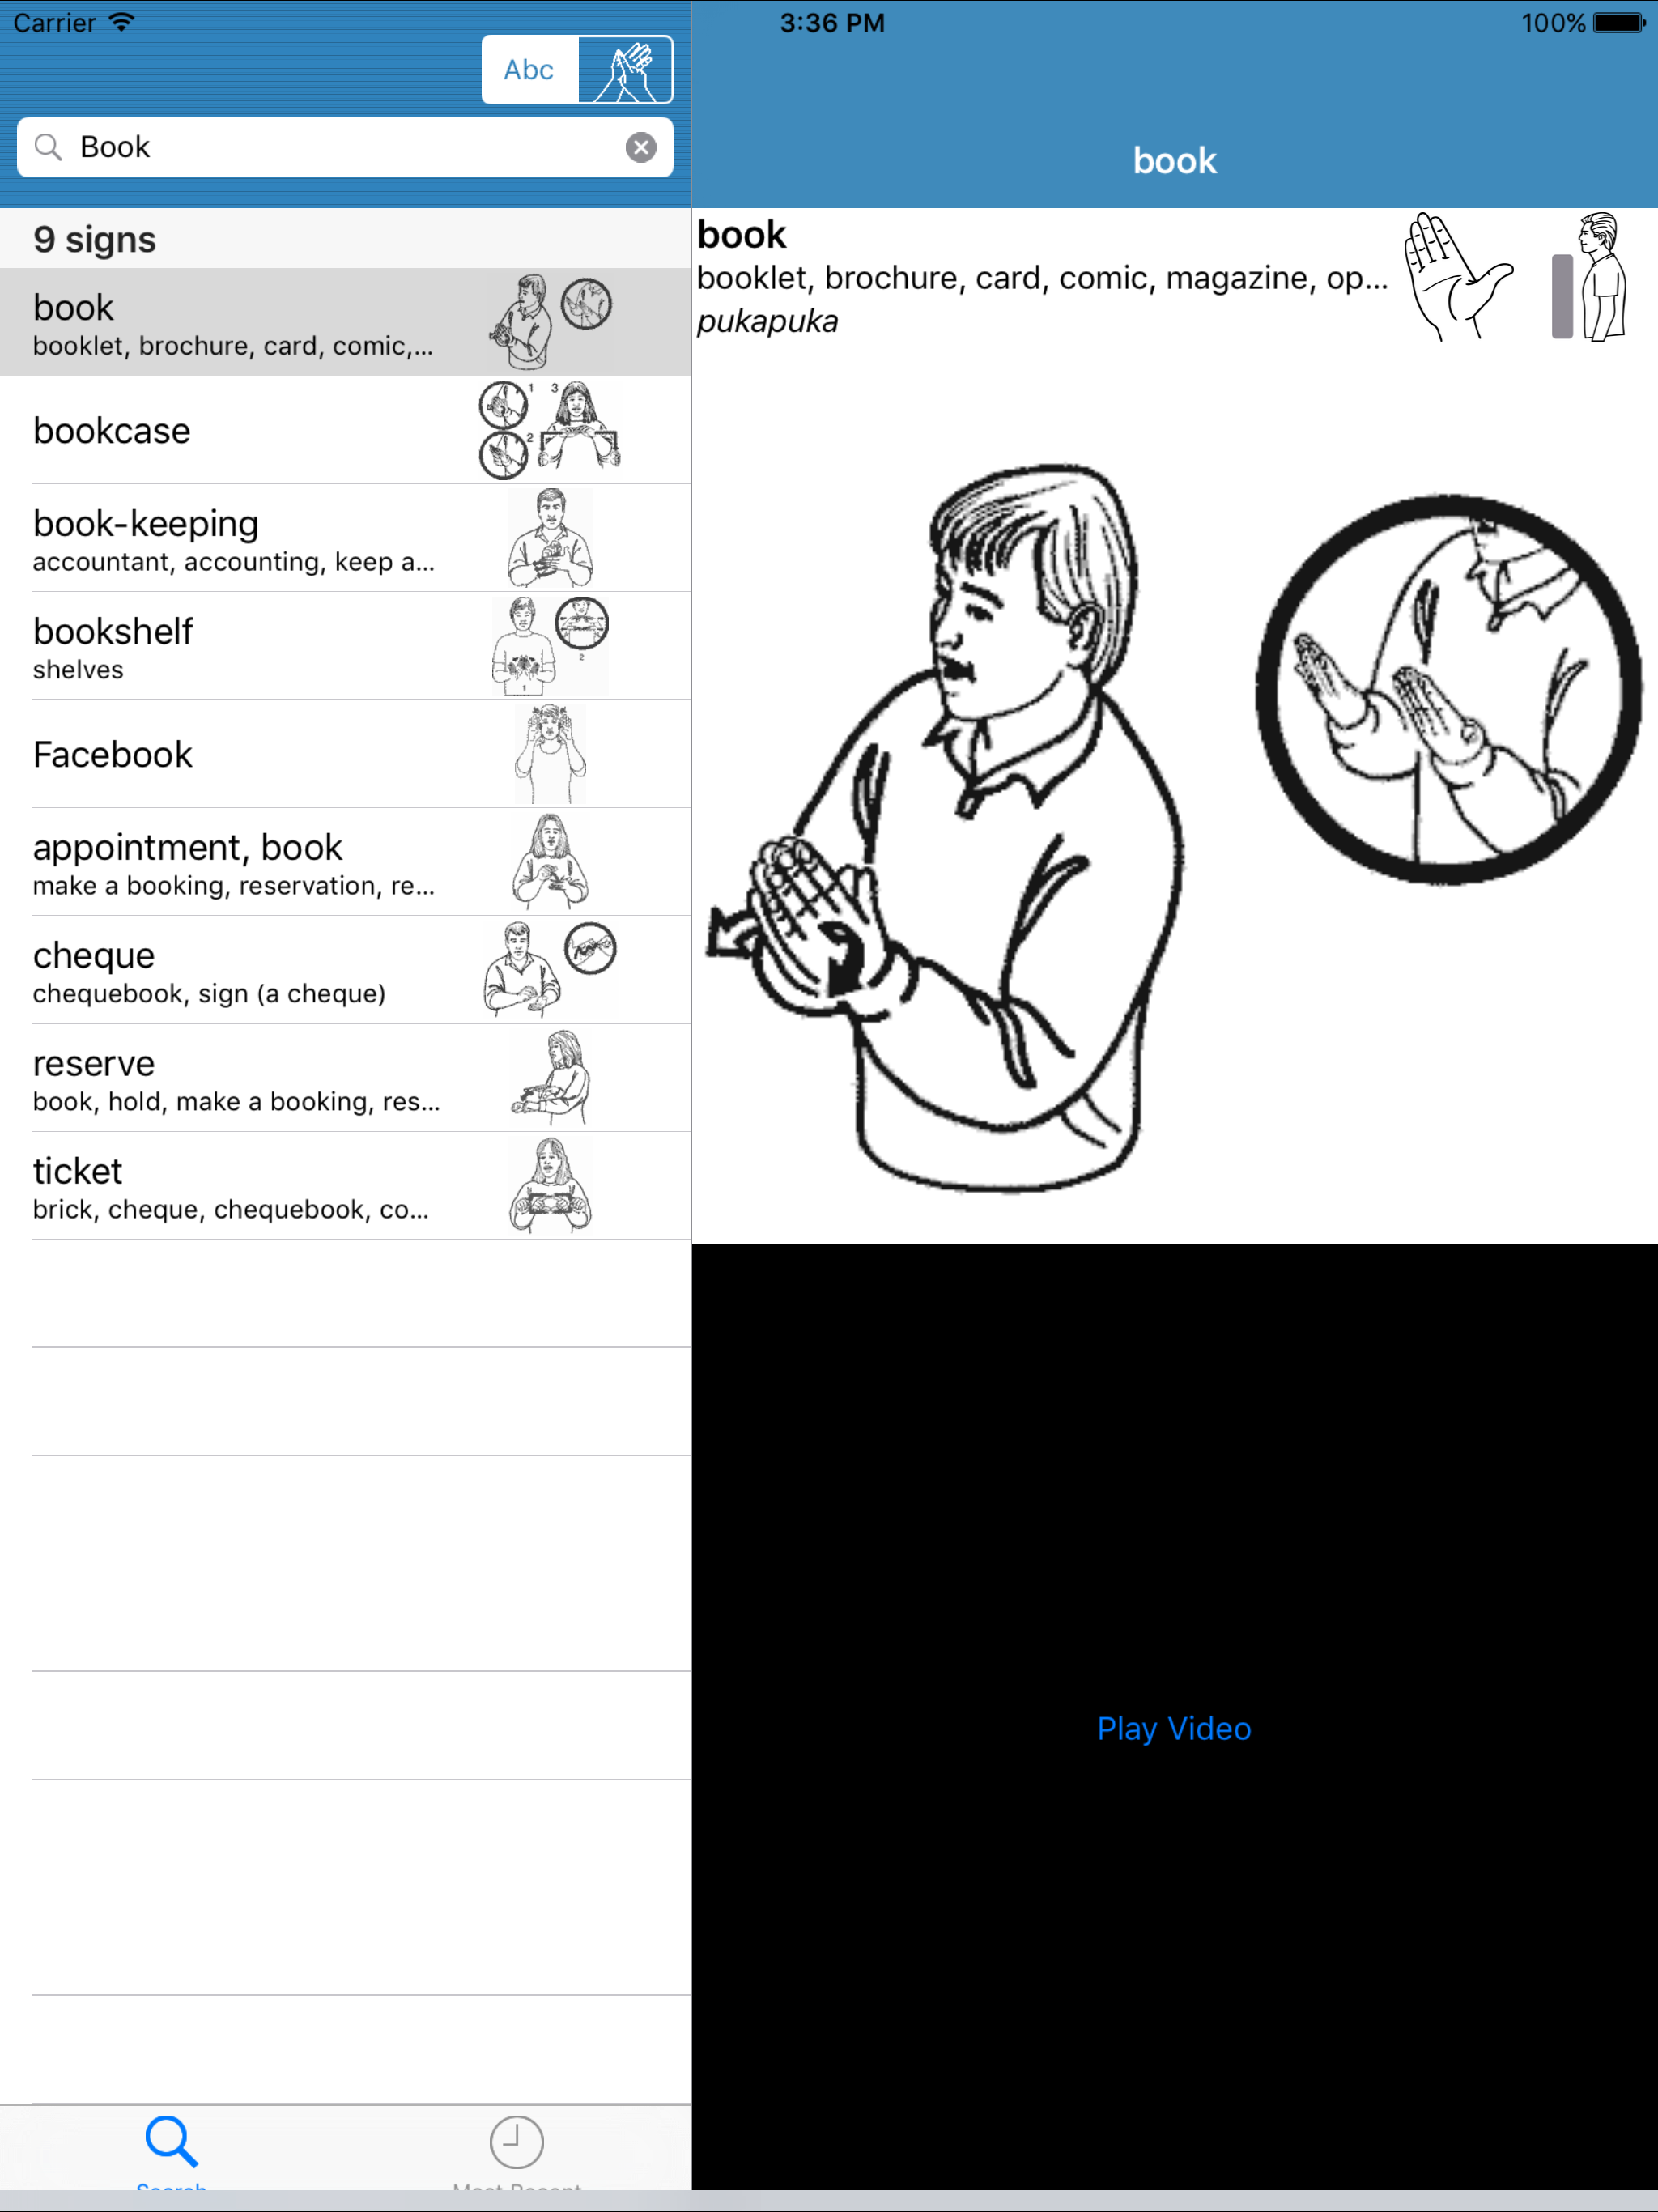 Carrier
3:36 PM
100%
Abc
Book
book
9 signs
book
booklet, brochure, card, comic,...
bookcase
1
3
2
book-keeping
accountant, accounting, keep a...
bookshelf
shelves
2
1
Facebook
appointment, book
make a booking, reservation, re...
cheque
chequebook, sign (a cheque)
reserve
book, hold, make a booking, res...
ticket
brick, cheque, chequebook, co...
Search
Most Recent
book
booklet, brochure, card, comic, magazine, op...
pukapuka
Play Video